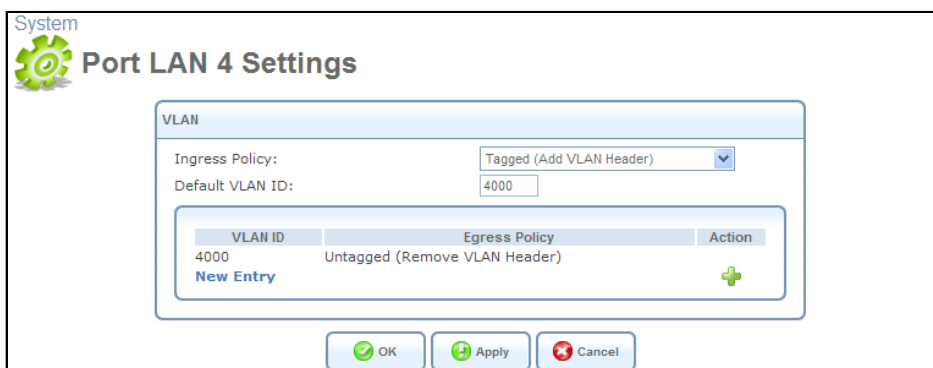 System
Port LAN 4 Settings
VLAN
Ingress Policy: Tagged (Add VLAN Header)
Default VLAN ID: 4000
VLAN ID Egress Policy Action
4000 Untagged (Remove VLAN Header)
New Entry
OK Apply Cancel